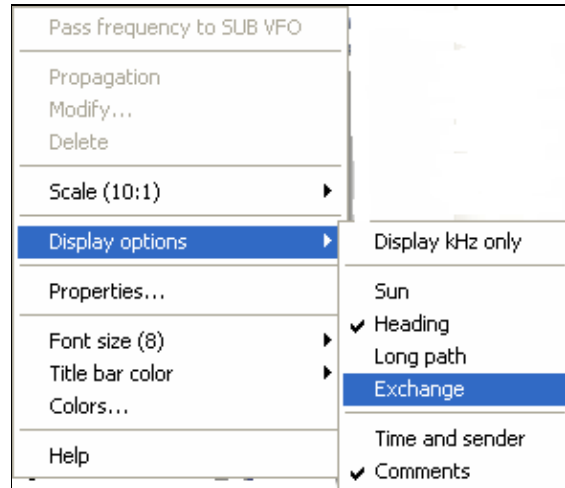 Pass frequency to SUB VFO
Propagation
Modify...
Delete
Scale (10:1)
Display options
Properties...
Font size (8)
Title bar color
Colors...
Help
Display kHz only
Sun
Heading
Long path
Exchange
Time and sender
Comments